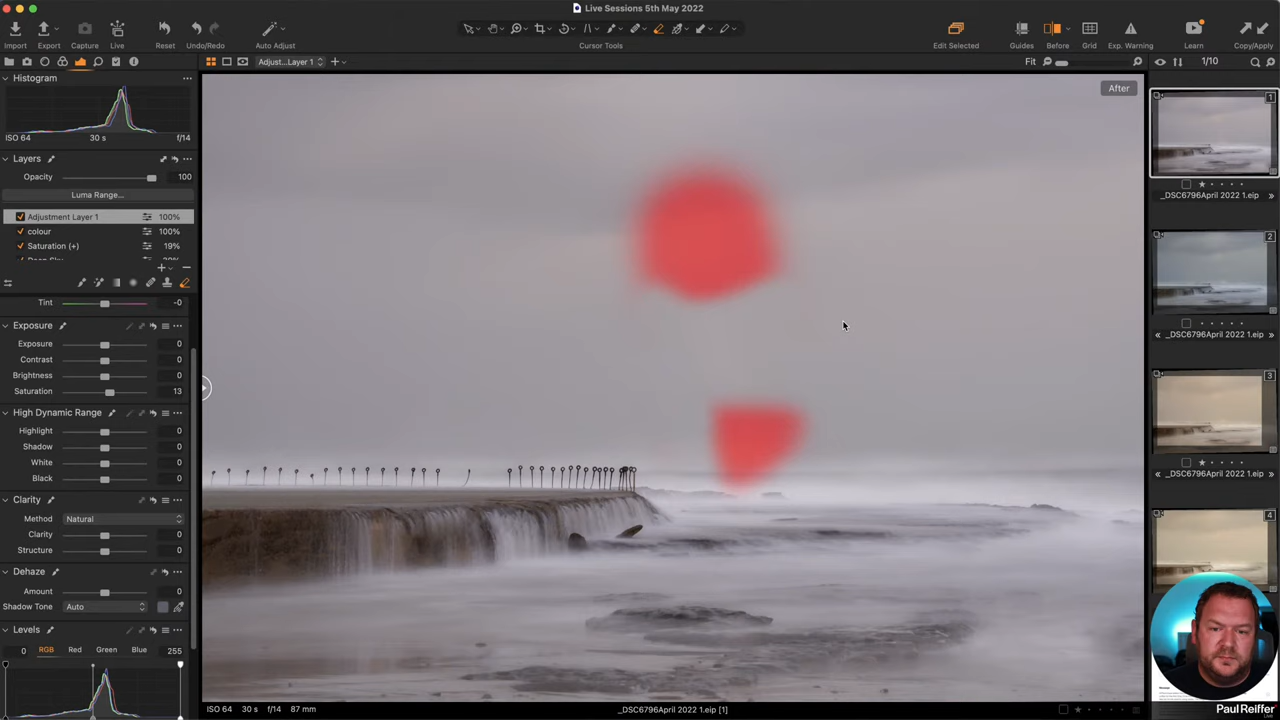 Live Sessions 5th May 2022
Import Export Capture Live Reset Undo/Redo Auto Adjust Cursor Tools Edit Selected Guides Before Grid Exp. Warning Learn Copy/Apply
Adjust...Layer 1
Fit
1/10
Histogram
ISO 64 30 s f/14
Layers
Opacity 100
Luma Range...
Adjustment Layer 1 100%
colour 100%
Saturation (+) 19%
Tint -0
Exposure
Exposure 0
Contrast 0
Brightness 0
Saturation 13
High Dynamic Range
Highlight 0
Shadow 0
White 0
Black 0
Clarity
Method Natural
Clarity 0
Structure 0
Dehaze
Amount 0
Shadow Tone Auto
Levels
0 RGB Red Green Blue 255
After
ISO 64 30 s f/14 87 mm
_DSC6796April 2022 1.eip [1]
1
_DSC6796April 2022 1.eip
2
_DSC6796April 2022 1.eip
3
_DSC6796April 2022 1.eip
4
Paul Reiffer
Live